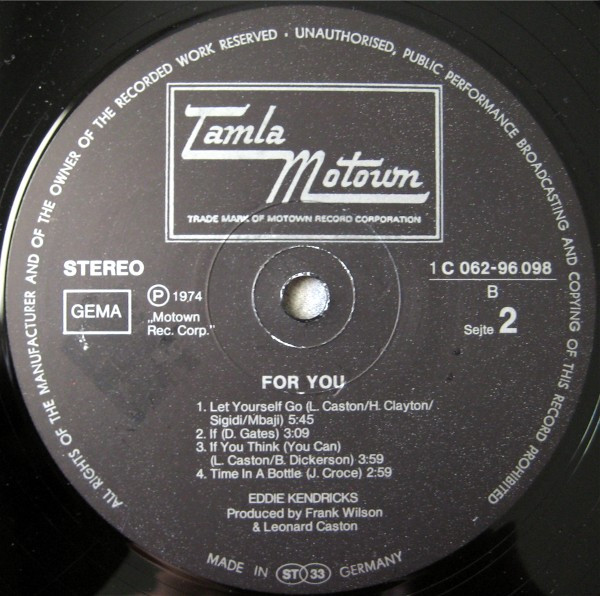 ALL RIGHTS OF THE MANUFACTURER AND OF THE OWNER OF THE RECORDED WORK RESERVED · UNAUTHORISED, PUBLIC PERFORMANCE BROADCASTING AND COPYING OF THIS RECORD PROHIBITED
Tamla
Motown
TRADE MARK OF MOTOWN RECORD CORPORATION
STEREO
1 C 062-96 098
GEMA
Ⓟ 1974
„Motown
Rec. Corp."
B
Seite 2
FOR YOU
1. Let Yourself Go (L. Caston/H. Clayton/
Sigidi/Mbaji) 5:45
2. If (D. Gates) 3:09
3. If You Think (You Can)
(L. Caston/B. Dickerson) 3:59
4. Time In A Bottle (J. Croce) 2:59
EDDIE KENDRICKS
Produced by Frank Wilson
& Leonard Caston
MADE IN ST 33 GERMANY